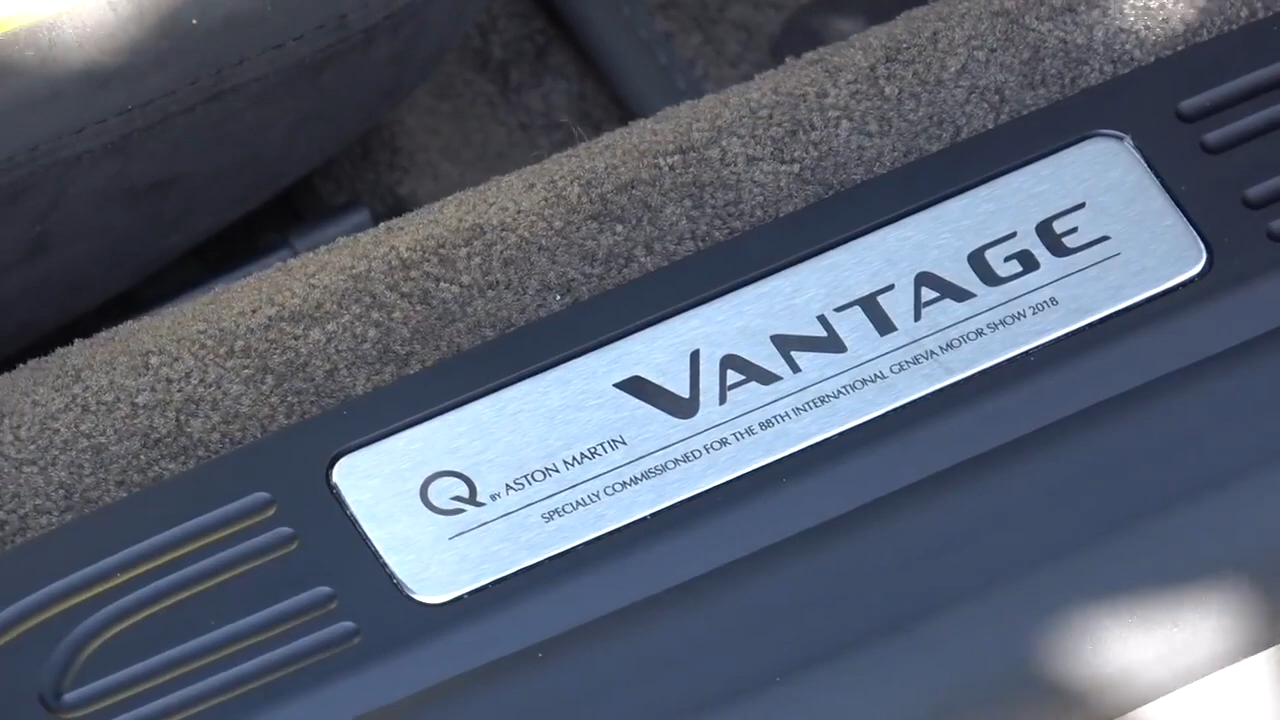 Q BY ASTON MARTIN VANTAGE
SPECIALLY COMMISSIONED FOR THE 88TH INTERNATIONAL GENEVA MOTOR SHOW 2018